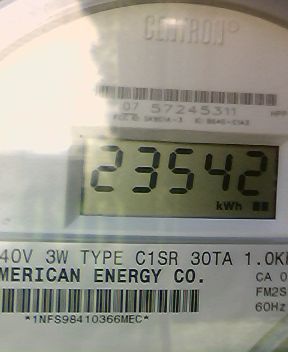 CENTRON®
07 57245311
23542
kWh
40V 3W TYPE C1SR 30TA 1.0K
MERICAN ENERGY CO.
CA 0
FM2S
60Hz
*1NFS98410366MEC*